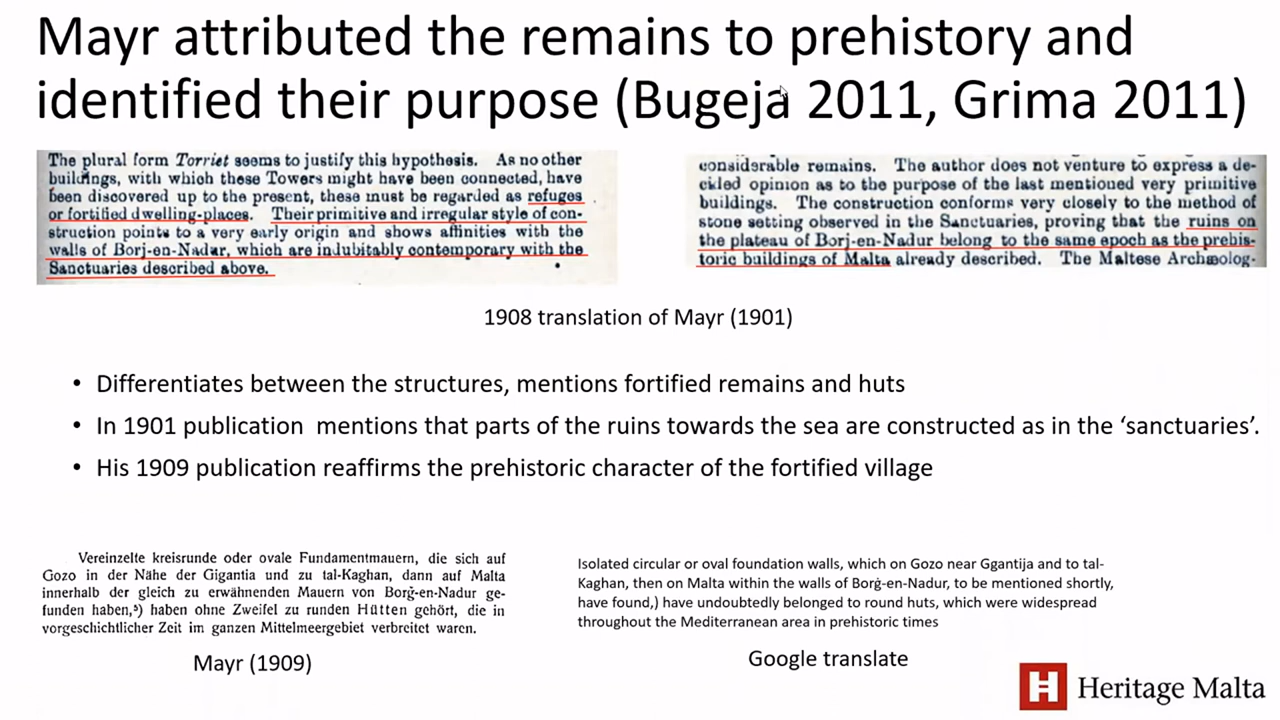 Mayr attributed the remains to prehistory and
identified their purpose (Bugeja 2011, Grima 2011)
The plural form Torriet seems to justify this hypothesis. As no other
buildings, with which these Towers might have been connected, have
been discovered up to the present, these must be regarded as refuges
or fortified dwelling-places. Their primitive and irregular style of con-
struction points to a very early origin and shows affinities with the
walls of Borj-en-Nadur, which are indubitably contemporary with the
Sanctuaries described above.
considerable remains. The author does not venture to express a de-
cided opinion as to the purpose of the last mentioned very primitive
buildings. The construction conforms very closely to the method of
stone setting observed in the Sanctuaries, proving that the ruins on
the plateau of Borj-en-Nadur belong to the same epoch as the prehis-
toric buildings of Malta already described. The Maltese Archæolog-
1908 translation of Mayr (1901)
• Differentiates between the structures, mentions fortified remains and huts
• In 1901 publication mentions that parts of the ruins towards the sea are constructed as in the ‘sanctuaries’.
• His 1909 publication reaffirms the prehistoric character of the fortified village
Vereinzelte kreisrunde oder ovale Fundamentmauern, die sich auf
Gozo in der Nähe der Gigantia und zu tal-Kaghan, dann auf Malta
innerhalb der gleich zu erwähnenden Mauern von Borġ-en-Nadur ge-
funden haben,⁵) haben ohne Zweifel zu runden Hütten gehört, die in
vorgeschichtlicher Zeit im ganzen Mittelmeergebiet verbreitet waren.
Mayr (1909)
Isolated circular or oval foundation walls, which on Gozo near Ggantija and to tal-
Kaghan, then on Malta within the walls of Borġ-en-Nadur, to be mentioned shortly,
have found,) have undoubtedly belonged to round huts, which were widespread
throughout the Mediterranean area in prehistoric times
Google translate
Heritage Malta